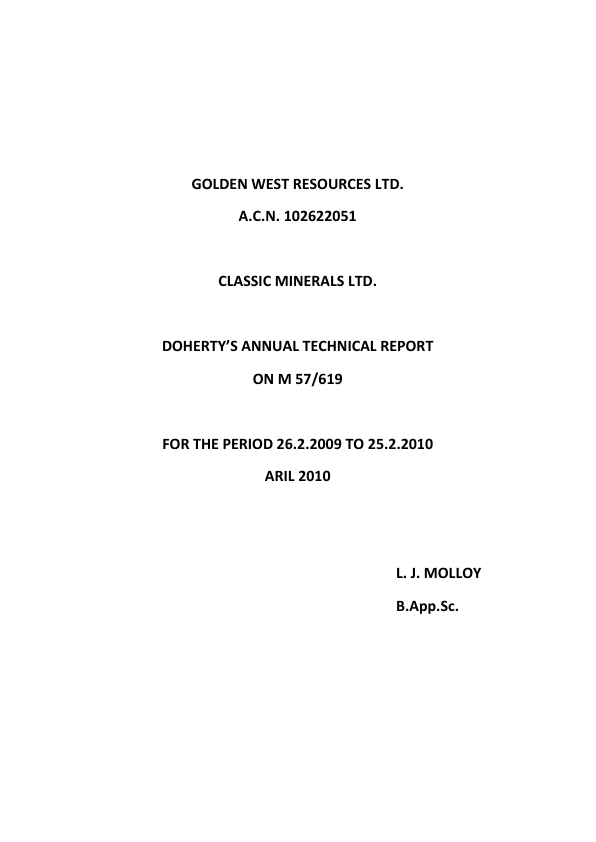 GOLDEN WEST RESOURCES LTD.
A.C.N. 102622051
CLASSIC MINERALS LTD.
DOHERTY’S ANNUAL TECHNICAL REPORT
ON M 57/619
FOR THE PERIOD 26.2.2009 TO 25.2.2010
ARIL 2010
L. J. MOLLOY
B.App.Sc.